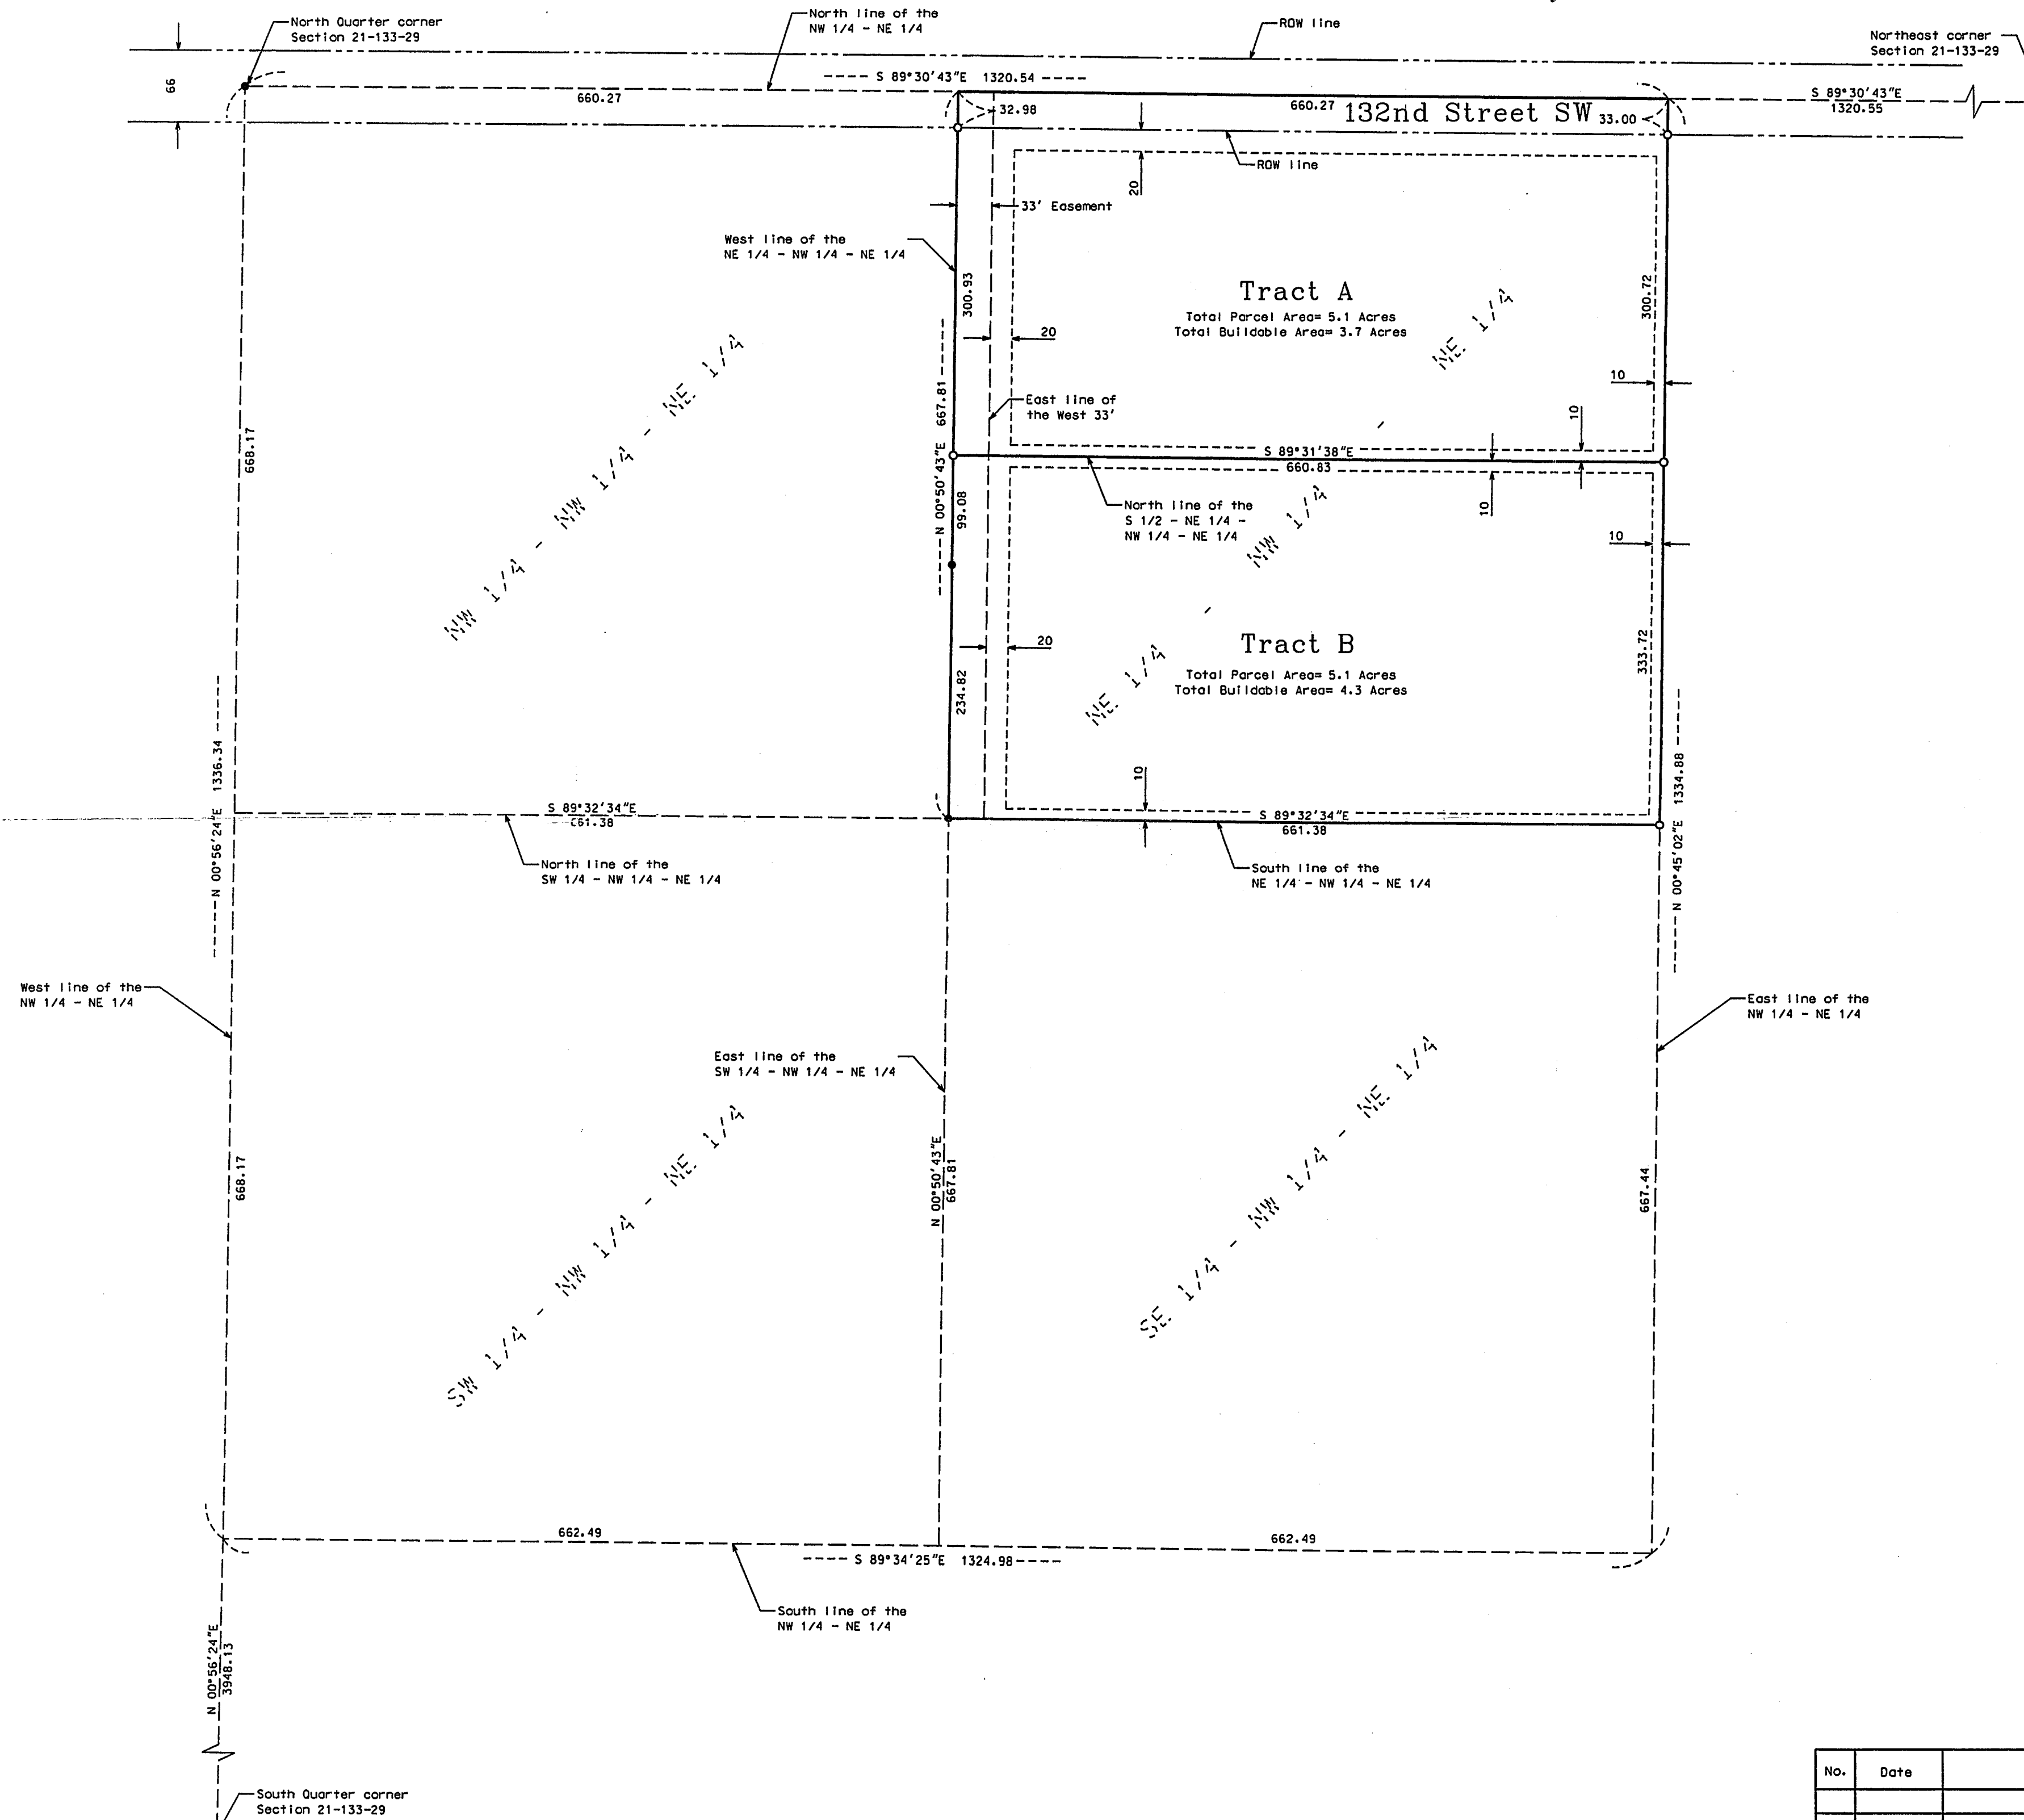 North Quarter corner
Section 21-133-29
North line of the
NW 1/4 - NE 1/4
ROW line
Northeast corner
Section 21-133-29
66
S 89°30'43"E 1320.54
660.27
32.98
660.27
132nd Street SW
33.00
S 89°30'43"E
1320.55
ROW line
20
33' Easement
West line of the
NE 1/4 - NW 1/4 - NE 1/4
300.93
Tract A
Total Parcel Area= 5.1 Acres
Total Buildable Area= 3.7 Acres
300.72
20
10
East line of
the West 33'
10
N 00°50'43"E 667.81
668.17
NW 1/4 - NW 1/4 - NE 1/4
S 89°31'38"E
660.83
99.08
North line of the
S 1/2 - NE 1/4 -
NW 1/4 - NE 1/4
10
10
NE 1/4 - NW 1/4 - NE 1/4
Tract B
Total Parcel Area= 5.1 Acres
Total Buildable Area= 4.3 Acres
20
234.82
333.72
10
N 00°56'24"E 1336.34
S 89°32'34"E
661.38
S 89°32'34"E
661.38
N 00°45'02"E 1334.88
North line of the
SW 1/4 - NW 1/4 - NE 1/4
South line of the
NE 1/4 - NW 1/4 - NE 1/4
West line of the
NW 1/4 - NE 1/4
East line of the
NW 1/4 - NE 1/4
East line of the
SW 1/4 - NW 1/4 - NE 1/4
668.17
N 00°50'43"E
667.81
667.44
SW 1/4 - NW 1/4 - NE 1/4
SE 1/4 - NW 1/4 - NE 1/4
662.49
662.49
S 89°34'25"E 1324.98
South line of the
NW 1/4 - NE 1/4
N 00°56'24"E
3948.13
South Quarter corner
Section 21-133-29
No. Date